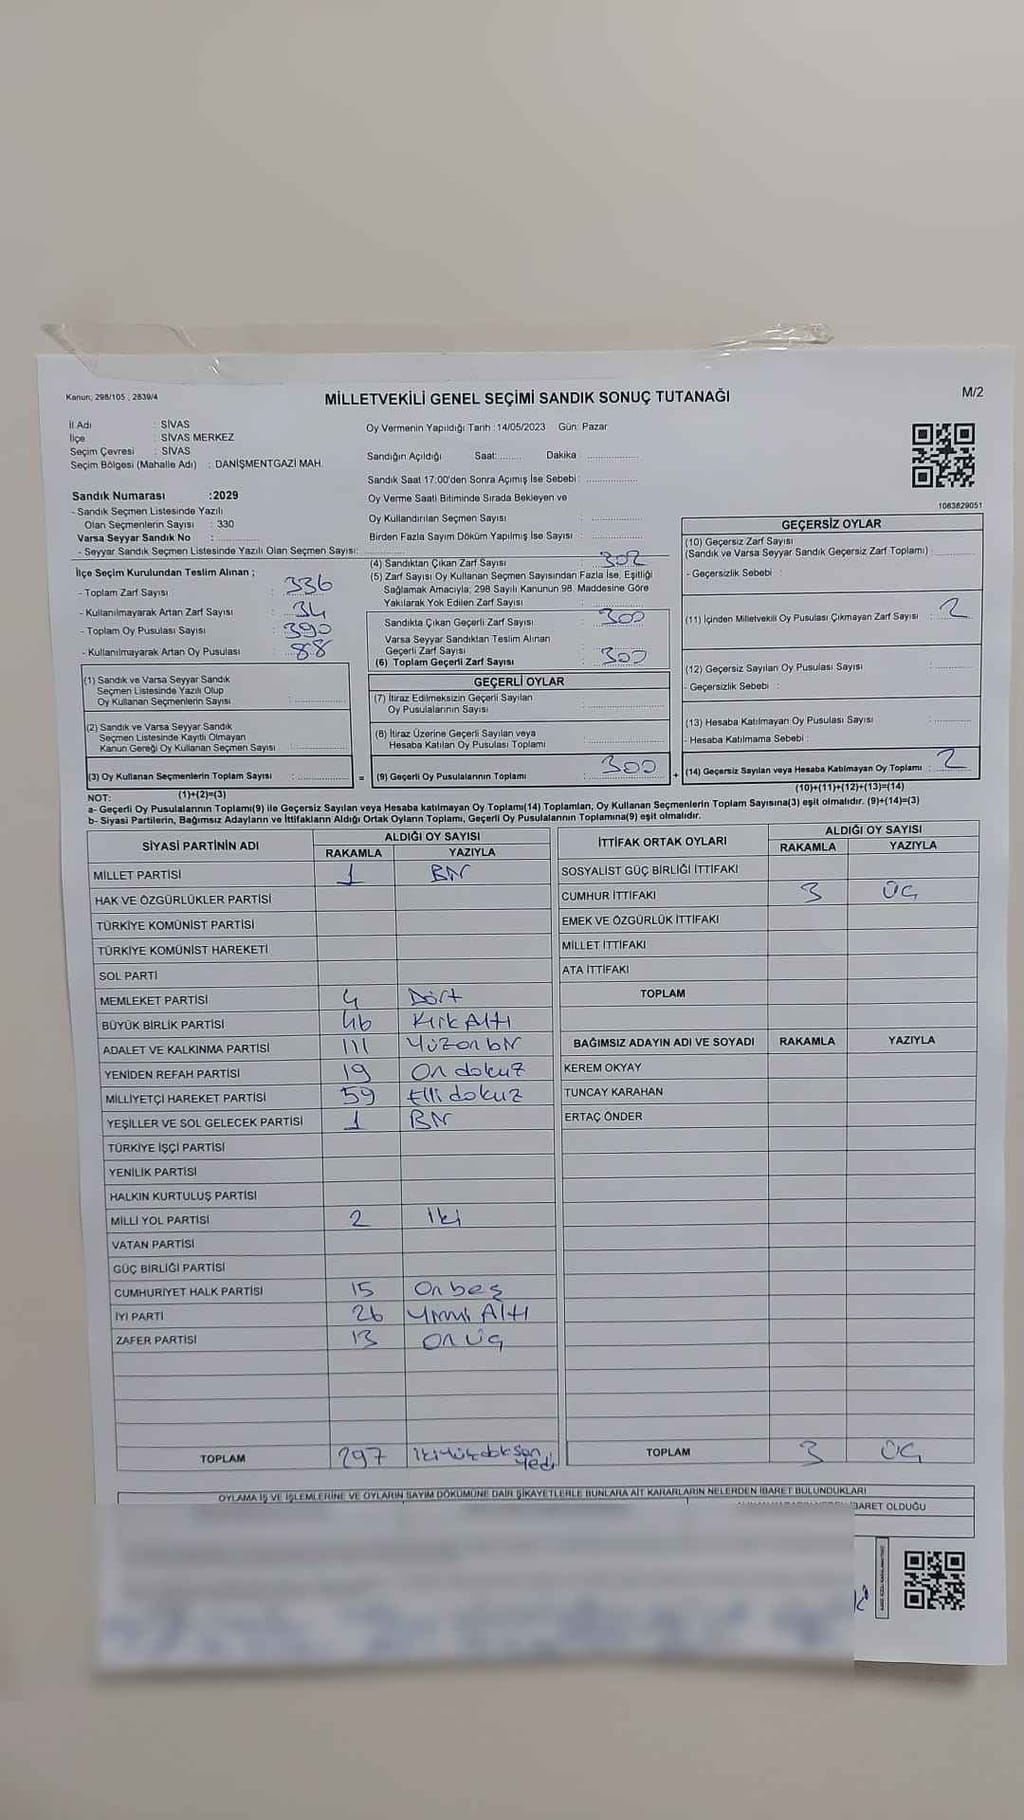 Kanun; 298/105 , 2839/4
MİLLETVEKİLİ GENEL SEÇİMİ SANDIK SONUÇ TUTANAĞI
M/2
İl Adı : SİVAS
İlçe : SİVAS MERKEZ
Seçim Çevresi : SİVAS
Seçim Bölgesi (Mahalle Adı) : DANİŞMENTGAZİ MAH.
Sandık Numarası :2029
- Sandık Seçmen Listesinde Yazılı
Olan Seçmenlerin Sayısı : 330
Varsa Seyyar Sandık No :
- Seyyar Sandık Seçmen Listesinde Yazılı Olan Seçmen Sayısı:
Oy Vermenin Yapıldığı Tarih :14/05/2023 Gün: Pazar
Sandığın Açıldığı Saat: Dakika
Sandık Saat 17:00'den Sonra Açımış İse Sebebi :
Oy Verme Saati Bitiminde Sırada Bekleyen ve
Oy Kullandırılan Seçmen Sayısı :
Birden Fazla Sayım Döküm Yapılmış İse Sayısı :
1063629051
İlçe Seçim Kurulundan Teslim Alınan ;
- Toplam Zarf Sayısı : 336
- Kullanılmayarak Artan Zarf Sayısı : 34
- Toplam Oy Pusulası Sayısı : 390
- Kullanılmayarak Artan Oy Pusulası : 88
(4) Sandıktan Çıkan Zarf Sayısı : 302
(5) Zarf Sayısı Oy Kullanan Seçmen Sayısından Fazla İse, Eşitliği
Sağlamak Amacıyla; 298 Sayılı Kanunun 98. Maddesine Göre
Yakılarak Yok Edilen Zarf Sayısı :
Sandıkta Çıkan Geçerli Zarf Sayısı : 300
Varsa Seyyar Sandıktan Teslim Alınan
Geçerli Zarf Sayısı :
(6) Toplam Geçerli Zarf Sayısı : 300
GEÇERSİZ OYLAR
(10) Geçersiz Zarf Sayısı
(Sandık ve Varsa Seyyar Sandık Geçersiz Zarf Toplamı) :
- Geçersizlik Sebebi :
(11) İçinden Milletvekili Oy Pusulası Çıkmayan Zarf Sayısı : 2
(12) Geçersiz Sayılan Oy Pusulası Sayısı :
- Geçersizlik Sebebi :
(13) Hesaba Katılmayan Oy Pusulası Sayısı :
- Hesaba Katılmama Sebebi :
(14) Geçersiz Sayılan veya Hesaba Katılmayan Oy Toplamı : 2
(10)+(11)+(12)+(13)=(14)
(1) Sandık ve Varsa Seyyar Sandık
Seçmen Listesinde Yazılı Olup
Oy Kullanan Seçmenlerin Sayısı :
(2) Sandık ve Varsa Seyyar Sandık
Seçmen Listesinde Kayıtlı Olmayan
Kanun Gereği Oy Kullanan Seçmen Sayısı :
(3) Oy Kullanan Seçmenlerin Toplam Sayısı : =
(1)+(2)=(3)
GEÇERLİ OYLAR
(7) İtiraz Edilmeksizin Geçerli Sayılan
Oy Pusulalarının Sayısı :
(8) İtiraz Üzerine Geçerli Sayılan veya
Hesaba Katılan Oy Pusulası Toplamı :
(9) Geçerli Oy Pusulalarının Toplamı : 300 +
NOT:
a- Geçerli Oy Pusulalarının Toplamı(9) ile Geçersiz Sayılan veya Hesaba katılmayan Oy Toplamı(14) Toplamları, Oy Kullanan Seçmenlerin Toplam Sayısına(3) eşit olmalıdır. (9)+(14)=(3)
b- Siyasi Partilerin, Bağımsız Adayların ve İttifakların Aldığı Ortak Oyların Toplamı, Geçerli Oy Pusulalarının Toplamına(9) eşit olmalıdır.
SİYASİ PARTİNİN ADI ALDIĞI OY SAYISI
RAKAMLA YAZIYLA
MİLLET PARTİSİ 1 Bir
HAK VE ÖZGÜRLÜKLER PARTİSİ
TÜRKİYE KOMÜNİST PARTİSİ
TÜRKİYE KOMÜNİST HAREKETİ
SOL PARTİ
MEMLEKET PARTİSİ 4 Dört
BÜYÜK BİRLİK PARTİSİ 46 Kırk Altı
ADALET VE KALKINMA PARTİSİ 111 Yüzonbir
YENİDEN REFAH PARTİSİ 19 On dokuz
MİLLİYETÇİ HAREKET PARTİSİ 59 Elli dokuz
YEŞİLLER VE SOL GELECEK PARTİSİ 1 Bir
TÜRKİYE İŞÇİ PARTİSİ
YENİLİK PARTİSİ
HALKIN KURTULUŞ PARTİSİ
MİLLİ YOL PARTİSİ 2 iki
VATAN PARTİSİ
GÜÇ BİRLİĞİ PARTİSİ
CUMHURİYET HALK PARTİSİ 15 On beş
İYİ PARTİ 26 Yirmi Altı
ZAFER PARTİSİ 13 On üç
TOPLAM 297 ikiYüzdoksan
Yedi
İTTİFAK ORTAK OYLARI ALDIĞI OY SAYISI
RAKAMLA YAZIYLA
SOSYALİST GÜÇ BİRLİĞİ İTTİFAKI
CUMHUR İTTİFAKI 3 ÜÇ
EMEK VE ÖZGÜRLÜK İTTİFAKI
MİLLET İTTİFAKI
ATA İTTİFAKI
TOPLAM
BAĞIMSIZ ADAYIN ADI VE SOYADI RAKAMLA YAZIYLA
KEREM OKYAY
TUNCAY KARAHAN
ERTAÇ ÖNDER
TOPLAM 3 ÜÇ
OYLAMA İŞ VE İŞLEMLERİNE VE OYLARIN SAYIM DÖKÜMÜNE DAİR ŞİKAYETLERLE BUNLARA AİT KARARLARIN NELERDEN İBARET BULUNDUKLARI
İBARET OLDUĞU